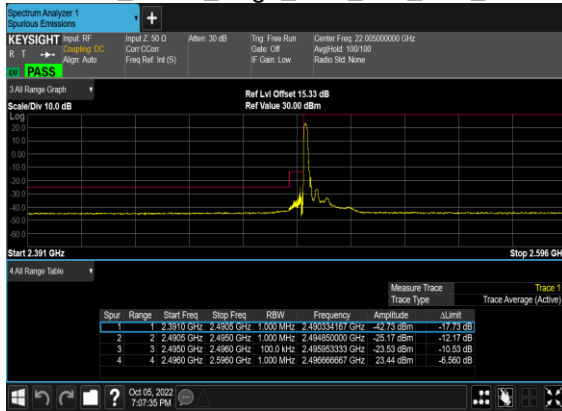 Spectrum Analyzer 1
Spurious Emissions
KEYSIGHT Input: RF Input Z: 50 Ω Atten: 30 dB Trig: Free Run Center Freq: 22.005000000 GHz
R T Coupling: DC Corr CCorr Gate: Off Avg|Hold: 100/100
Align: Auto Freq Ref: Int (S) IF Gain: Low Radio Std: None
LV PASS
3 All Range Graph
Ref Lvl Offset 15.33 dB
Scale/Div 10.0 dB Ref Value 30.00 dBm
Log
20.0
10.0
0.00
-10.0
-20.0
-30.0
-40.0
-50.0
-60.0
Start 2.391 GHz Stop 2.596 GH
4 All Range Table
Measure Trace Trace 1
Trace Type Trace Average (Active)
Spur Range Start Freq Stop Freq RBW Frequency Amplitude ΔLimit
1 1 2.3910 GHz 2.4905 GHz 1.000 MHz 2.490334167 GHz -42.73 dBm -17.73 dB
2 2 2.4905 GHz 2.4950 GHz 1.000 MHz 2.494850000 GHz -25.17 dBm -12.17 dB
3 3 2.4950 GHz 2.4960 GHz 100.0 kHz 2.495953333 GHz -23.53 dBm -10.53 dB
4 4 2.4960 GHz 2.5960 GHz 1.000 MHz 2.496666667 GHz 23.44 dBm -6.560 dB
Oct 05, 2022
7:07:35 PM